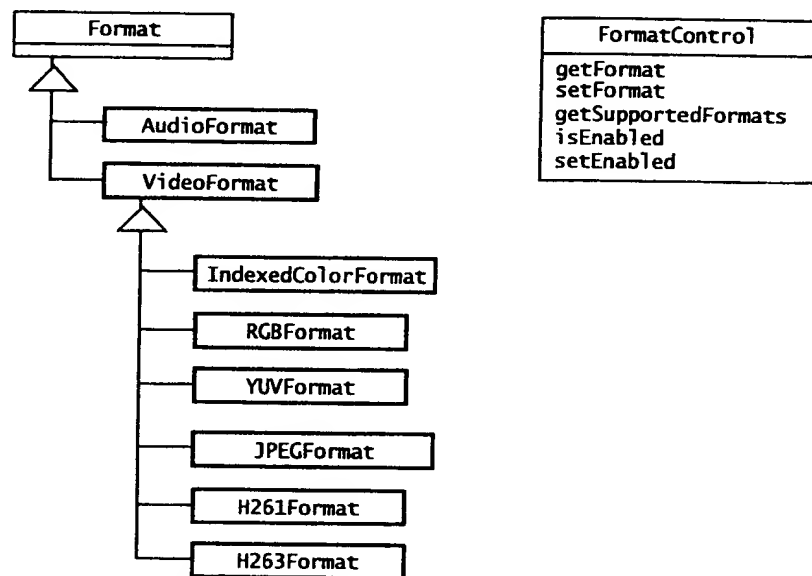 Format
AudioFormat
VideoFormat
IndexedColorFormat
RGBFormat
YUVFormat
JPEGFormat
H261Format
H263Format
FormatControl
getFormat
setFormat
getSupportedFormats
isEnabled
setEnabled